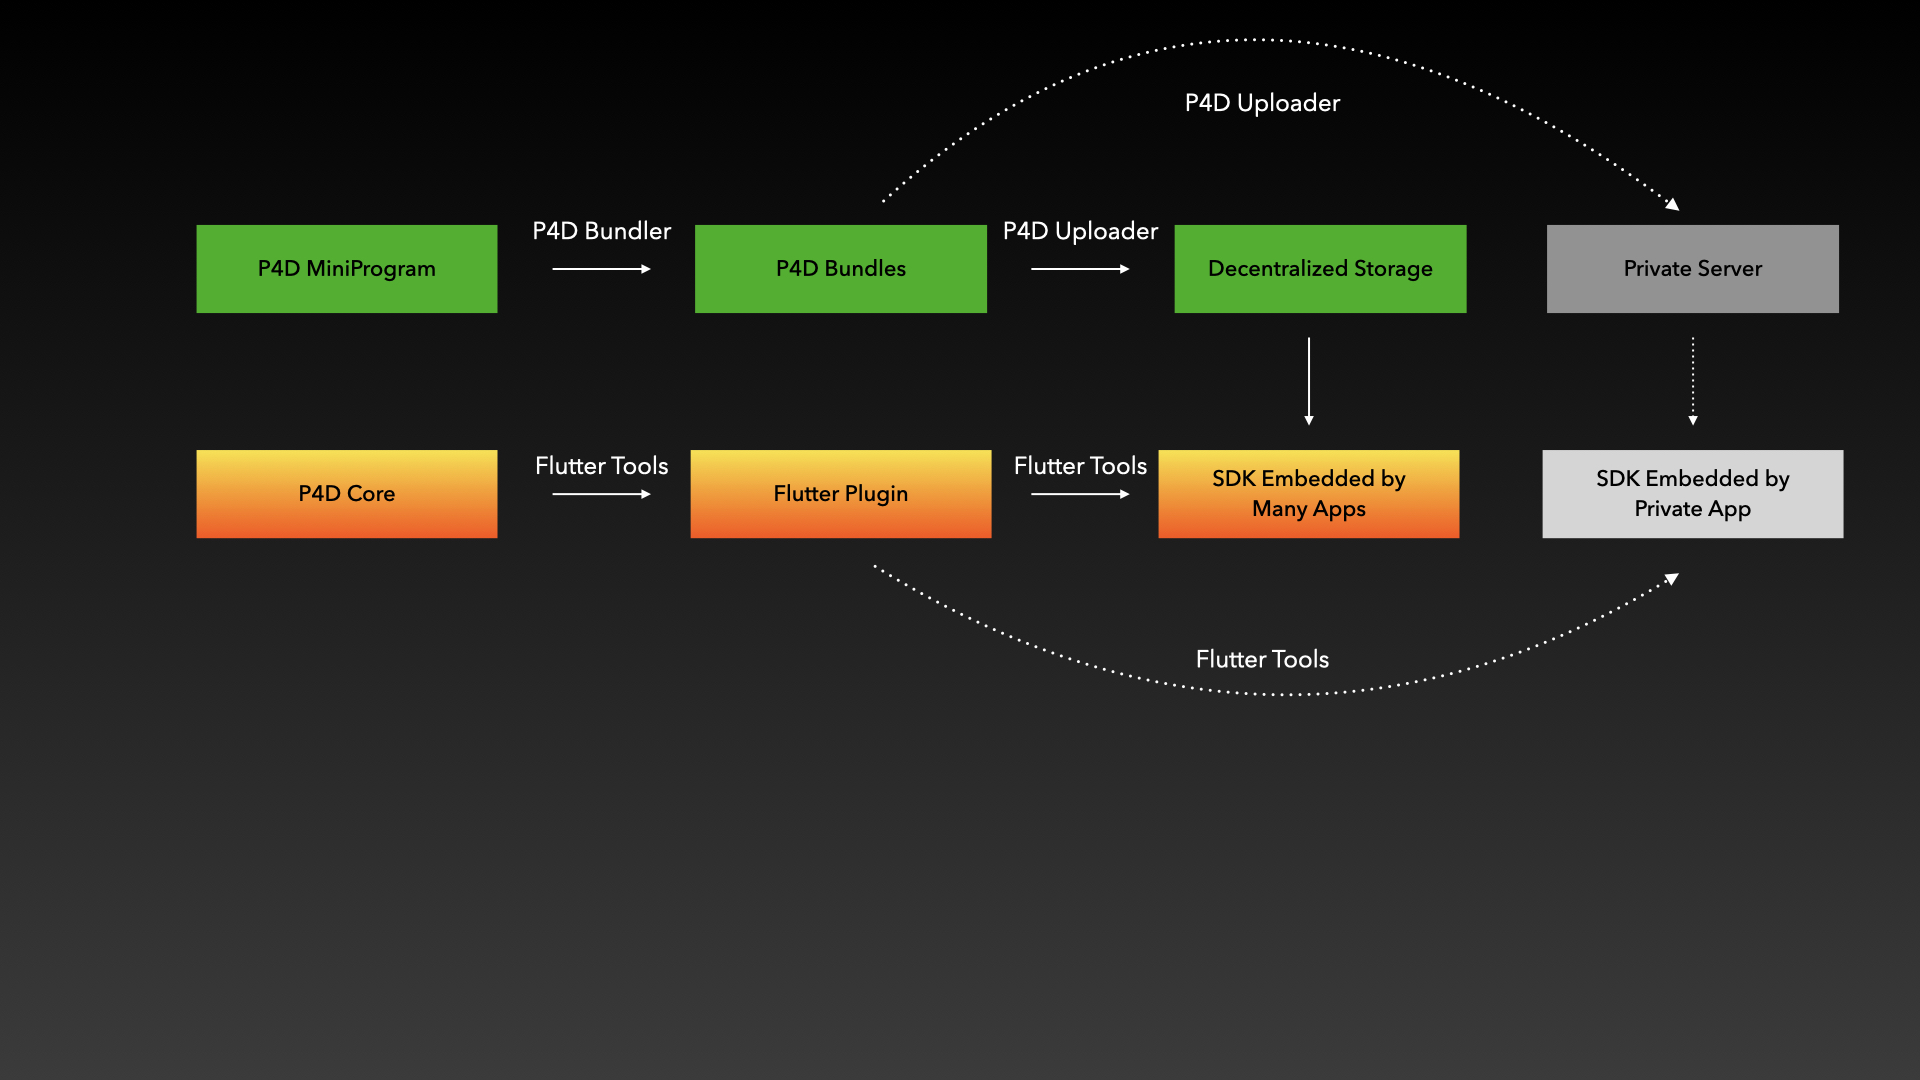 P4D Uploader
P4D Bundler
P4D Uploader
P4D MiniProgram
P4D Bundles
Decentralized Storage
Private Server
Flutter Tools
Flutter Tools
P4D Core
Flutter Plugin
SDK Embedded by
Many Apps
SDK Embedded by
Private App
Flutter Tools